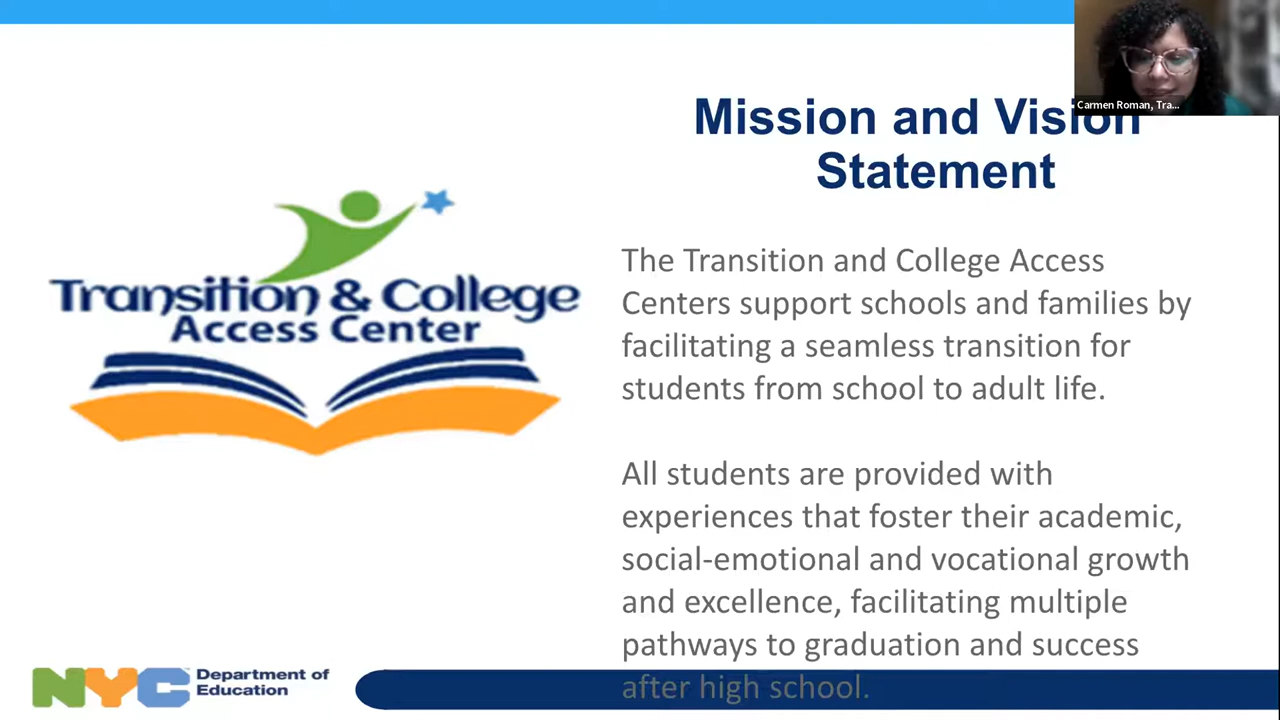 Carmen Roman, Tra...
Mission and Vision
Statement
Transition & College
Access Center
The Transition and College Access
Centers support schools and families by
facilitating a seamless transition for
students from school to adult life.
All students are provided with
experiences that foster their academic,
social-emotional and vocational growth
and excellence, facilitating multiple
pathways to graduation and success
after high school.
NYC Department of
Education